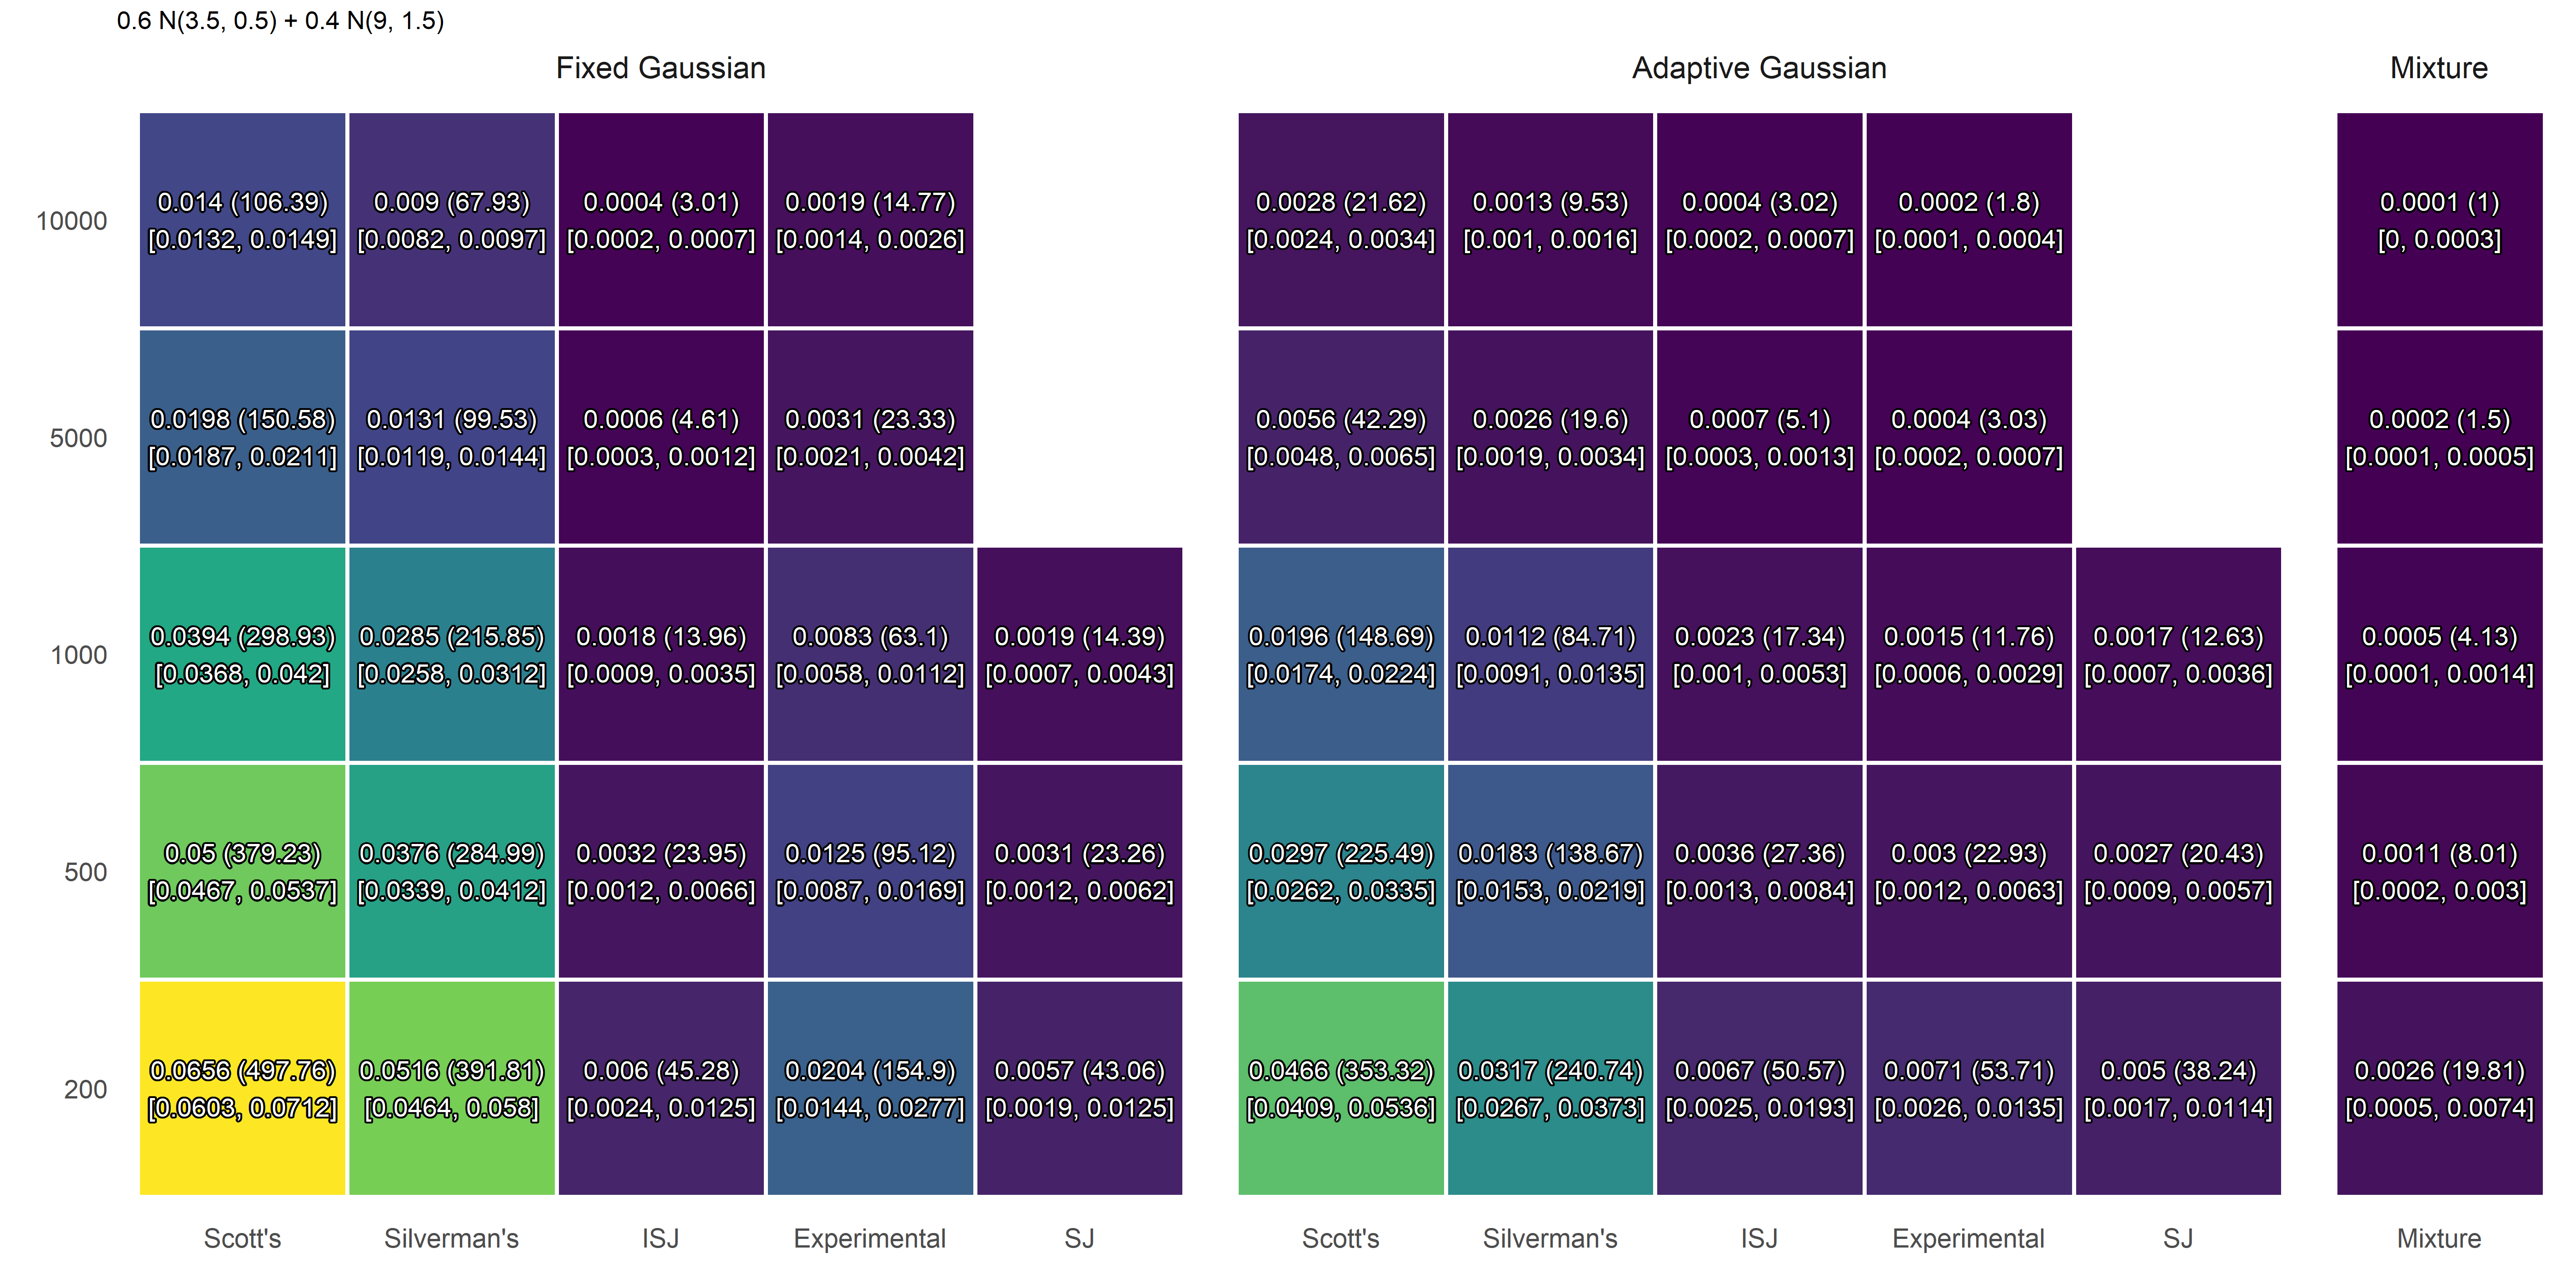 0.6 N(3.5, 0.5) + 0.4 N(9, 1.5)
Fixed Gaussian Adaptive Gaussian Mixture
10000 0.014 (106.39) 0.009 (67.93) 0.0004 (3.01) 0.0019 (14.77) 0.0028 (21.62) 0.0013 (9.53) 0.0004 (3.02) 0.0002 (1.8) 0.0001 (1)
[0.0132, 0.0149] [0.0082, 0.0097] [0.0002, 0.0007] [0.0014, 0.0026] [0.0024, 0.0034] [0.001, 0.0016] [0.0002, 0.0007] [0.0001, 0.0004] [0, 0.0003]
5000 0.0198 (150.58) 0.0131 (99.53) 0.0006 (4.61) 0.0031 (23.33) 0.0056 (42.29) 0.0026 (19.6) 0.0007 (5.1) 0.0004 (3.03) 0.0002 (1.5)
[0.0187, 0.0211] [0.0119, 0.0144] [0.0003, 0.0012] [0.0021, 0.0042] [0.0048, 0.0065] [0.0019, 0.0034] [0.0003, 0.0013] [0.0002, 0.0007] [0.0001, 0.0005]
1000 0.0394 (298.93) 0.0285 (215.85) 0.0018 (13.96) 0.0083 (63.1) 0.0019 (14.39) 0.0196 (148.69) 0.0112 (84.71) 0.0023 (17.34) 0.0015 (11.76) 0.0017 (12.63) 0.0005 (4.13)
[0.0368, 0.042] [0.0258, 0.0312] [0.0009, 0.0035] [0.0058, 0.0112] [0.0007, 0.0043] [0.0174, 0.0224] [0.0091, 0.0135] [0.001, 0.0053] [0.0006, 0.0029] [0.0007, 0.0036] [0.0001, 0.0014]
500 0.05 (379.23) 0.0376 (284.99) 0.0032 (23.95) 0.0125 (95.12) 0.0031 (23.26) 0.0297 (225.49) 0.0183 (138.67) 0.0036 (27.36) 0.003 (22.93) 0.0027 (20.43) 0.0011 (8.01)
[0.0467, 0.0537] [0.0339, 0.0412] [0.0012, 0.0066] [0.0087, 0.0169] [0.0012, 0.0062] [0.0262, 0.0335] [0.0153, 0.0219] [0.0013, 0.0084] [0.0012, 0.0063] [0.0009, 0.0057] [0.0002, 0.003]
200 0.0656 (497.76) 0.0516 (391.81) 0.006 (45.28) 0.0204 (154.9) 0.0057 (43.06) 0.0466 (353.32) 0.0317 (240.74) 0.0067 (50.57) 0.0071 (53.71) 0.005 (38.24) 0.0026 (19.81)
[0.0603, 0.0712] [0.0464, 0.058] [0.0024, 0.0125] [0.0144, 0.0277] [0.0019, 0.0125] [0.0409, 0.0536] [0.0267, 0.0373] [0.0025, 0.0193] [0.0026, 0.0135] [0.0017, 0.0114] [0.0005, 0.0074]
Scott's Silverman's ISJ Experimental SJ Scott's Silverman's ISJ Experimental SJ Mixture